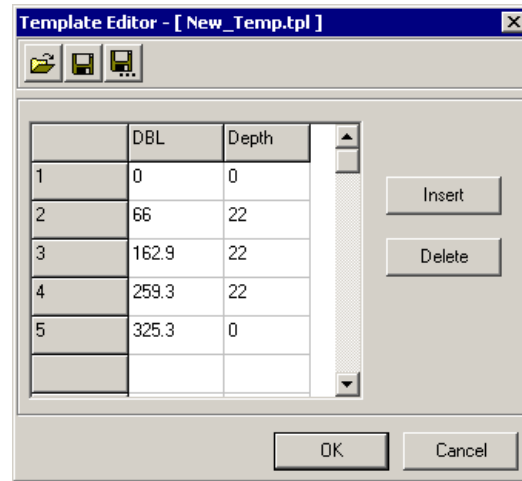 Template Editor - [ New_Temp.tpl ]
DBL Depth
1 0 0
2 66 22
3 162.9 22
4 259.3 22
5 325.3 0
Insert
Delete
OK Cancel